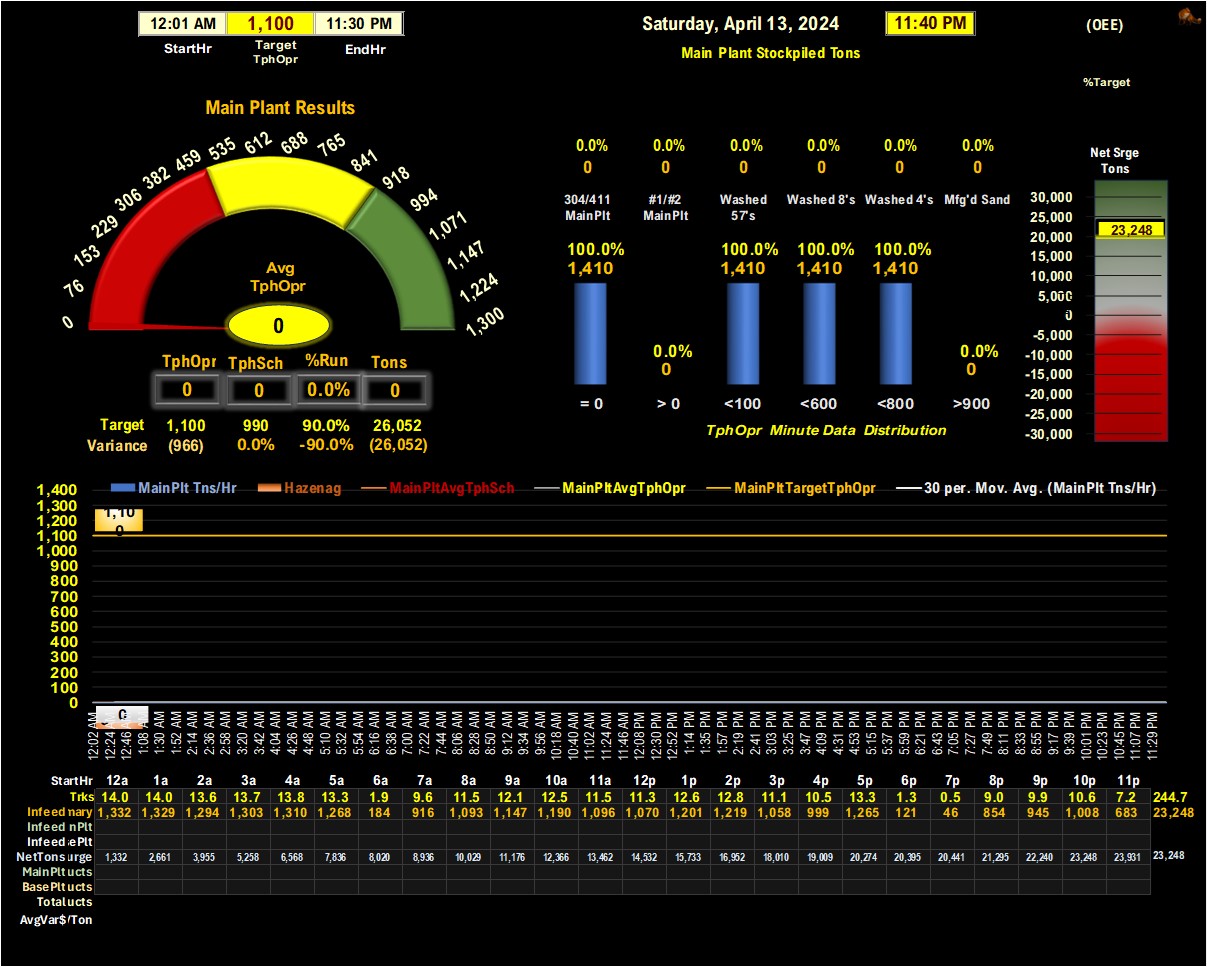 12:01 AM 1,100 11:30 PM
StartHr Target TphOpr EndHr
Saturday, April 13, 2024 11:40 PM (OEE)
Main Plant Stockpiled Tons
%Target
Main Plant Results
0 76 153 229 306 382 459 535 612 688 765 841 918 994 1,071 1,147 1,224 1,300
Avg
TphOpr
0
TphOpr TphSch %Run Tons
0 0 0.0% 0
Target 1,100 990 90.0% 26,052
Variance (966) 0.0% -90.0% (26,052)
0.0% 0.0% 0.0% 0.0% 0.0% 0.0%
0 0 0 0 0 0
304/411 MainPlt #1/#2 MainPlt Washed 57's Washed 8's Washed 4's Mfg'd Sand
100.0% 100.0% 100.0% 100.0%
1,410 1,410 1,410 1,410
0.0% 0.0%
0 0
= 0 > 0 <100 <600 <800 >900
TphOpr Minute Data Distribution
Net Srge
Tons
30,000
25,000
23,248
20,000
15,000
10,000
5,000
0
-5,000
-10,000
-15,000
-20,000
-25,000
-30,000
MainPlt Tns/Hr Hazenag MainPltAvgTphSch MainPltAvgTphOpr MainPltTargetTphOpr 30 per. Mov. Avg. (MainPlt Tns/Hr)
1,400
1,300
1,100
1,000
900
800
700
600
500
400
300
200
100
0
0
12:02 AM 12:24 12:46 1:08 1:30 AM 1:52 AM 2:14 AM 2:36 AM 2:58 AM 3:20 AM 3:42 AM 4:04 AM 4:26 AM 4:48 AM 5:10 AM 5:32 AM 5:54 AM 6:16 AM 6:38 AM 7:00 AM 7:22 AM 7:44 AM 8:06 AM 8:28 AM 8:50 AM 9:12 AM 9:34 AM 9:56 AM 10:18 AM 10:40 AM 11:02 AM 11:24 AM 11:46 AM 12:08 PM 12:30 PM 12:52 PM 1:14 PM 1:35 PM 1:57 PM 2:19 PM 2:41 PM 3:03 PM 3:25 PM 3:47 PM 4:09 PM 4:31 PM 4:53 PM 5:15 PM 5:37 PM 5:59 PM 6:21 PM 6:43 PM 7:05 PM 7:27 PM 7:49 PM 8:11 PM 8:33 PM 8:55 PM 9:17 PM 9:39 PM 10:01 PM 10:23 PM 10:45 PM 11:07 PM 11:29 PM
StartHr 12a 1a 2a 3a 4a 5a 6a 7a 8a 9a 10a 11a 12p 1p 2p 3p 4p 5p 6p 7p 8p 9p 10p 11p
Trks 14.0 14.0 13.6 13.7 13.8 13.3 1.9 9.6 11.5 12.1 12.5 11.5 11.3 12.6 12.8 11.1 10.5 13.3 1.3 0.5 9.0 9.9 10.6 7.2 244.7
Infeed mary 1,332 1,329 1,294 1,303 1,310 1,268 184 916 1,093 1,147 1,190 1,096 1,070 1,201 1,219 1,058 999 1,265 121 46 854 945 1,008 683 23,248
Infeed nPlt
Infeed ePlt
NetTons urge 1,332 2,661 3,955 5,258 6,568 7,836 8,020 8,936 10,029 11,176 12,366 13,462 14,532 15,733 16,952 18,010 19,009 20,274 20,395 20,441 21,295 22,240 23,248 23,931 23,248
MainPlt ucts
BasePlt ucts
Total ucts
AvgVar$/Ton